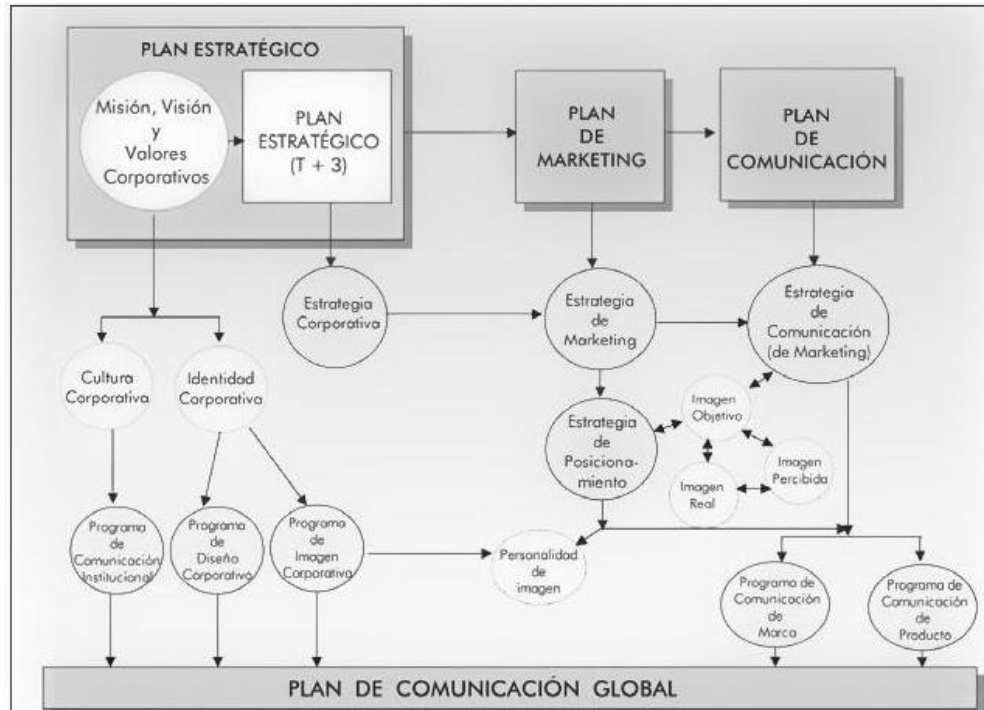 PLAN ESTRATÉGICO
Misión, Visión
y
Valores
Corporativos
PLAN
ESTRATÉGICO
(T + 3)
PLAN
DE
MARKETING
PLAN
DE
COMUNICACIÓN
Estrategia
Corporativa
Estrategia
de
Marketing
Estrategia
de
Comunicación
(de Marketing)
Cultura
Corporativa
Identidad
Corporativa
Imagen
Objetivo
Estrategia
de
Posiciona-
miento
Imagen
Percibida
Imagen
Real
Programa
de
Comunicación
Institucional
Programa
de
Diseño
Corporativo
Programa
de
Imagen
Corporativa
Personalidad
de
imagen
Programa de
Comunicación
de
Marca
Programa de
Comunicación
de
Producto
PLAN DE COMUNICACIÓN GLOBAL